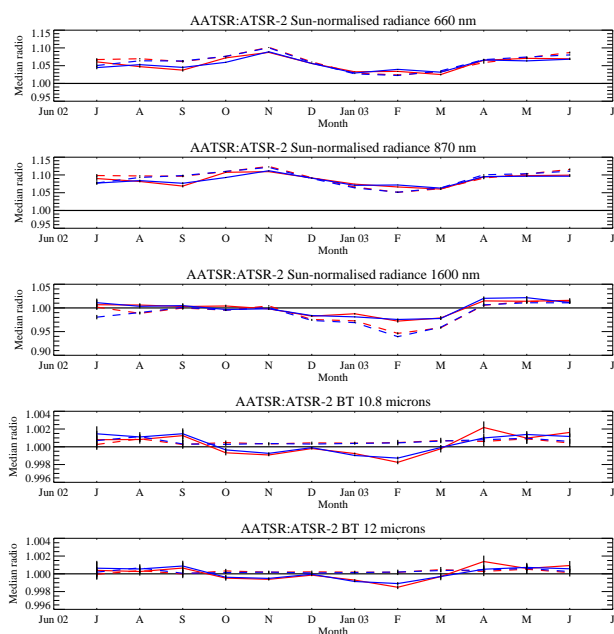 AATSR:ATSR-2 Sun-normalised radiance 660 nm
Median radio
1.15
1.10
1.05
1.00
0.95
Jun 02 J A S O N D Jan 03 F M A M J J
Month
AATSR:ATSR-2 Sun-normalised radiance 870 nm
Median radio
1.15
1.10
1.05
1.00
0.95
Jun 02 J A S O N D Jan 03 F M A M J J
Month
AATSR:ATSR-2 Sun-normalised radiance 1600 nm
Median radio
1.05
1.00
0.95
0.90
Jun 02 J A S O N D Jan 03 F M A M J J
Month
AATSR:ATSR-2 BT 10.8 microns
Median radio
1.004
1.002
1.000
0.998
0.996
Jun 02 J A S O N D Jan 03 F M A M J J
Month
AATSR:ATSR-2 BT 12 microns
Median radio
1.004
1.002
1.000
0.998
0.996
Jun 02 J A S O N D Jan 03 F M A M J J
Month